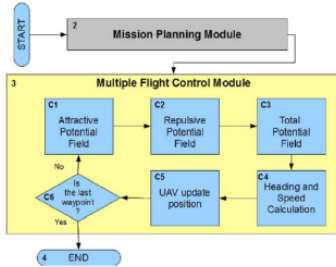 START
2
Mission Planning Module
3
Multiple Flight Control Module
C1
Attractive
Potential
Field
C2
Repulsive
Potential
Field
C3
Total
Potential
Field
No
C6
Is
the last
waypoint
?
Yes
C5
UAV update
position
C4
Heading and
Speed
Calculation
4
END